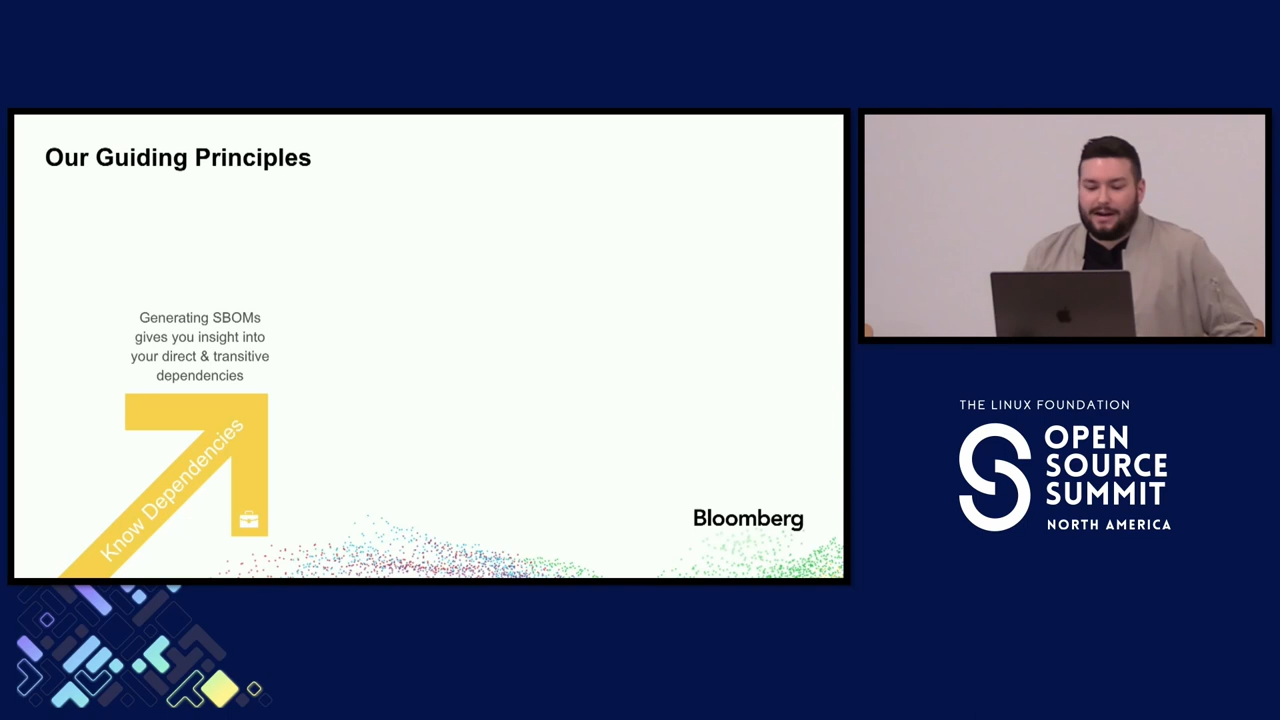 Our Guiding Principles
Generating SBOMs
gives you insight into
your direct & transitive
dependencies
Know Dependencies
Bloomberg
THE LINUX FOUNDATION
OPEN
SOURCE
SUMMIT
NORTH AMERICA